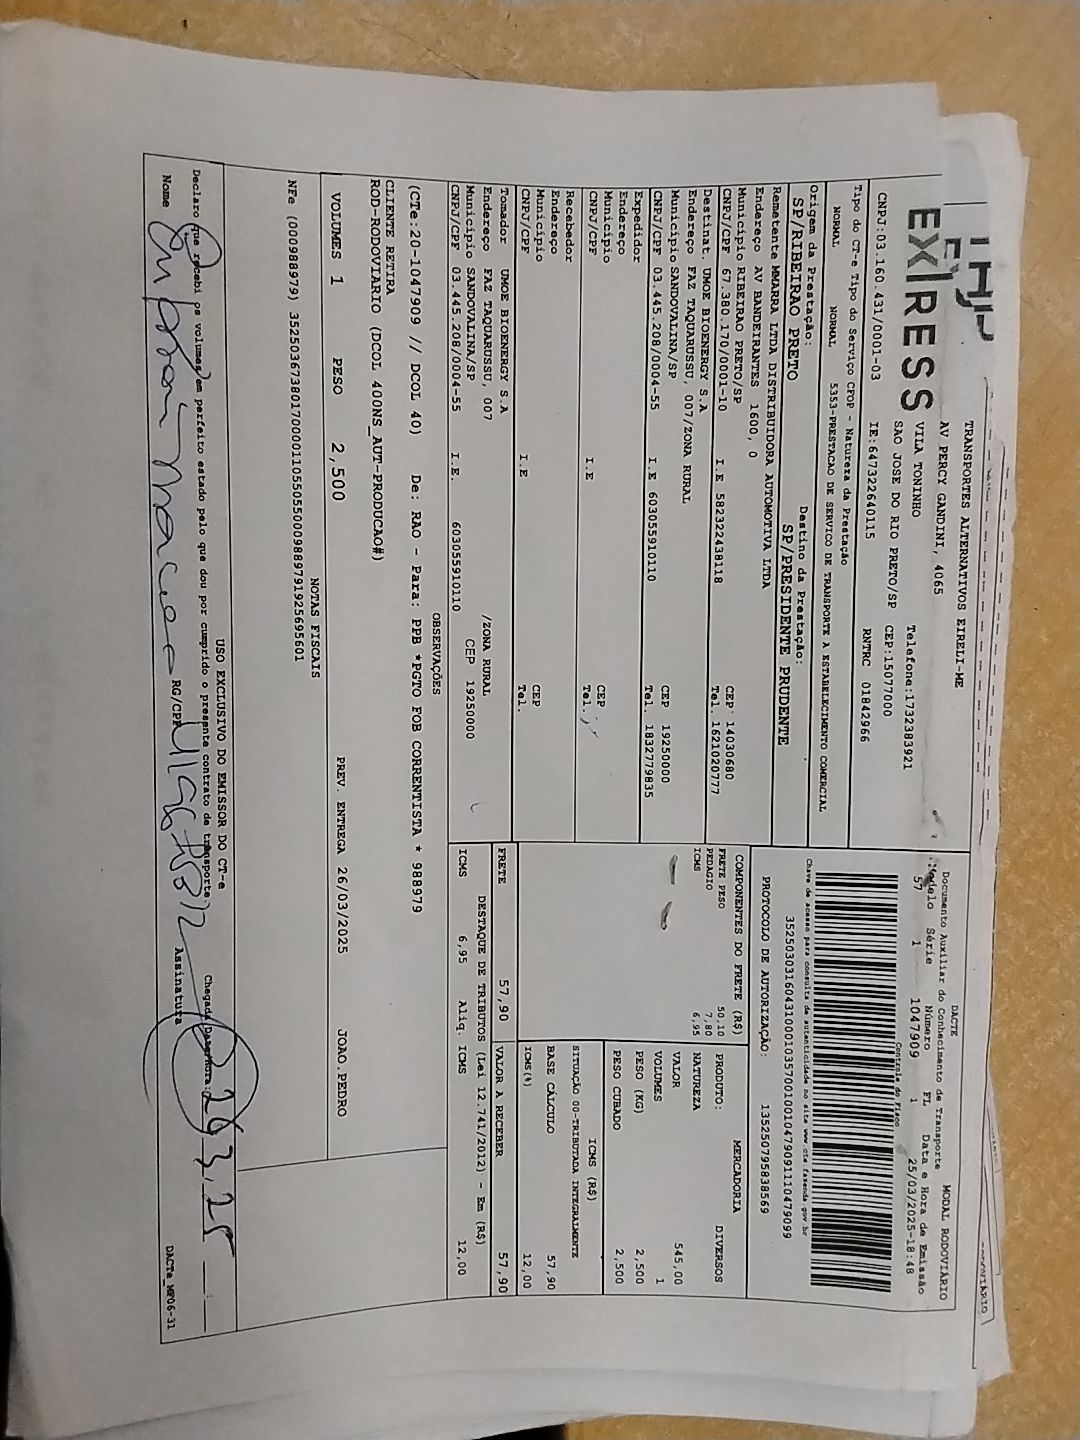 EXPRESS
TRANSPORTES ALTERNATIVOS EIRELI-ME
AV PERCY GANDINI, 4065
VILA TONINHO
SAO JOSE DO RIO PRETO/SP
Telefone:1732383921
CEP:15077000
CNPJ:03.160.431/0001-03 IE:647322640115 RNTRC 01842966
DACTE MODAL RODOVIÁRIO
Documento Auxiliar do Conhecimento de Transporte
Modelo Série Número FL Data e Hora de Emissão
57 1 1047909 1 25/03/2025-18:48
Controle do Fisco
Chave de acesso para consulta de autenticidade no site www.cte.fazenda.gov.br
35250303160431000103570010010479091110479099
PROTOCOLO DE AUTORIZAÇÃO: 135250795838569
Tipo do CT-e Tipo do Serviço CFOP - Natureza da Prestação
NORMAL NORMAL 5353-PRESTACAO DE SERVICO DE TRANSPORTE A ESTABELECIMENTO COMERCIAL
Origem da Prestação: Destino da Prestação:
SP/RIBEIRAO PRETO SP/PRESIDENTE PRUDENTE
Remetente MMARRA LTDA DISTRIBUIDORA AUTOMOTIVA LTDA
Endereço AV BANDEIRANTES 1600, 0
Município RIBEIRAO PRETO/SP CEP 14030680
CNPJ/CPF 67.380.170/0001-10 I.E 582322438118 Tel. 1621020777
Destinat. UMOE BIOENERGY S.A
Endereço FAZ TAQUARUSSU, 007/ZONA RURAL
Município SANDOVALINA/SP CEP 19250000
CNPJ/CPF 03.445.208/0004-55 I.E 603055910110 Tel. 1832779835
Expedidor
Endereço
Município CEP
CNPJ/CPF I.E Tel.
Recebedor
Endereço
Município CEP
CNPJ/CPF I.E Tel.
Tomador UMOE BIOENERGY S.A
Endereço FAZ TAQUARUSSU, 007 /ZONA RURAL
Município SANDOVALINA/SP CEP 19250000
CNPJ/CPF 03.445.208/0004-55 I.E. 603055910110
COMPONENTES DO FRETE (R$)
FRETE PESO 50,10
PEDAGIO 7,80
ICMS 6,95
MERCADORIA
PRODUTO: DIVERSOS
NATUREZA
VALOR 545,00
VOLUMES 1
PESO (KG) 2,500
PESO CUBADO 2,500
ICMS (R$)
SITUAÇÃO 00-TRIBUTADA INTEGRALMENTE
BASE CÁLCULO 57,90
ICMS(%) 12,00
FRETE 57,90 VALOR A RECEBER 57,90
DESTAQUE DE TRIBUTOS (Lei 12.741/2012) - Em (R$)
ICMS 6,95 Aliq. ICMS 12,00
OBSERVAÇÕES
(CTe:20-1047909 // DCOL 40) De: RAO - Para: PPB *PGTO FOB CORRENTISTA * 988979
CLIENTE RETIRA
ROD-RODOVIARIO (DCOL 400NS_AUT-PRODUCAO#)
VOLUMES 1 PESO 2,500 PREV. ENTREGA 26/03/2025 JOAO.PEDRO
NOTAS FISCAIS
NFe (000988979) 35250367380170000110550550009889791925695601
USO EXCLUSIVO DO EMISSOR DO CT-e
Declaro que recebi os volumes em perfeito estado pelo que dou por cumprido o presente contrato de transporte. Chegada Data/Hora: 26.3.25
Nome RG/CPF Assinatura
DACTe_MP06-31